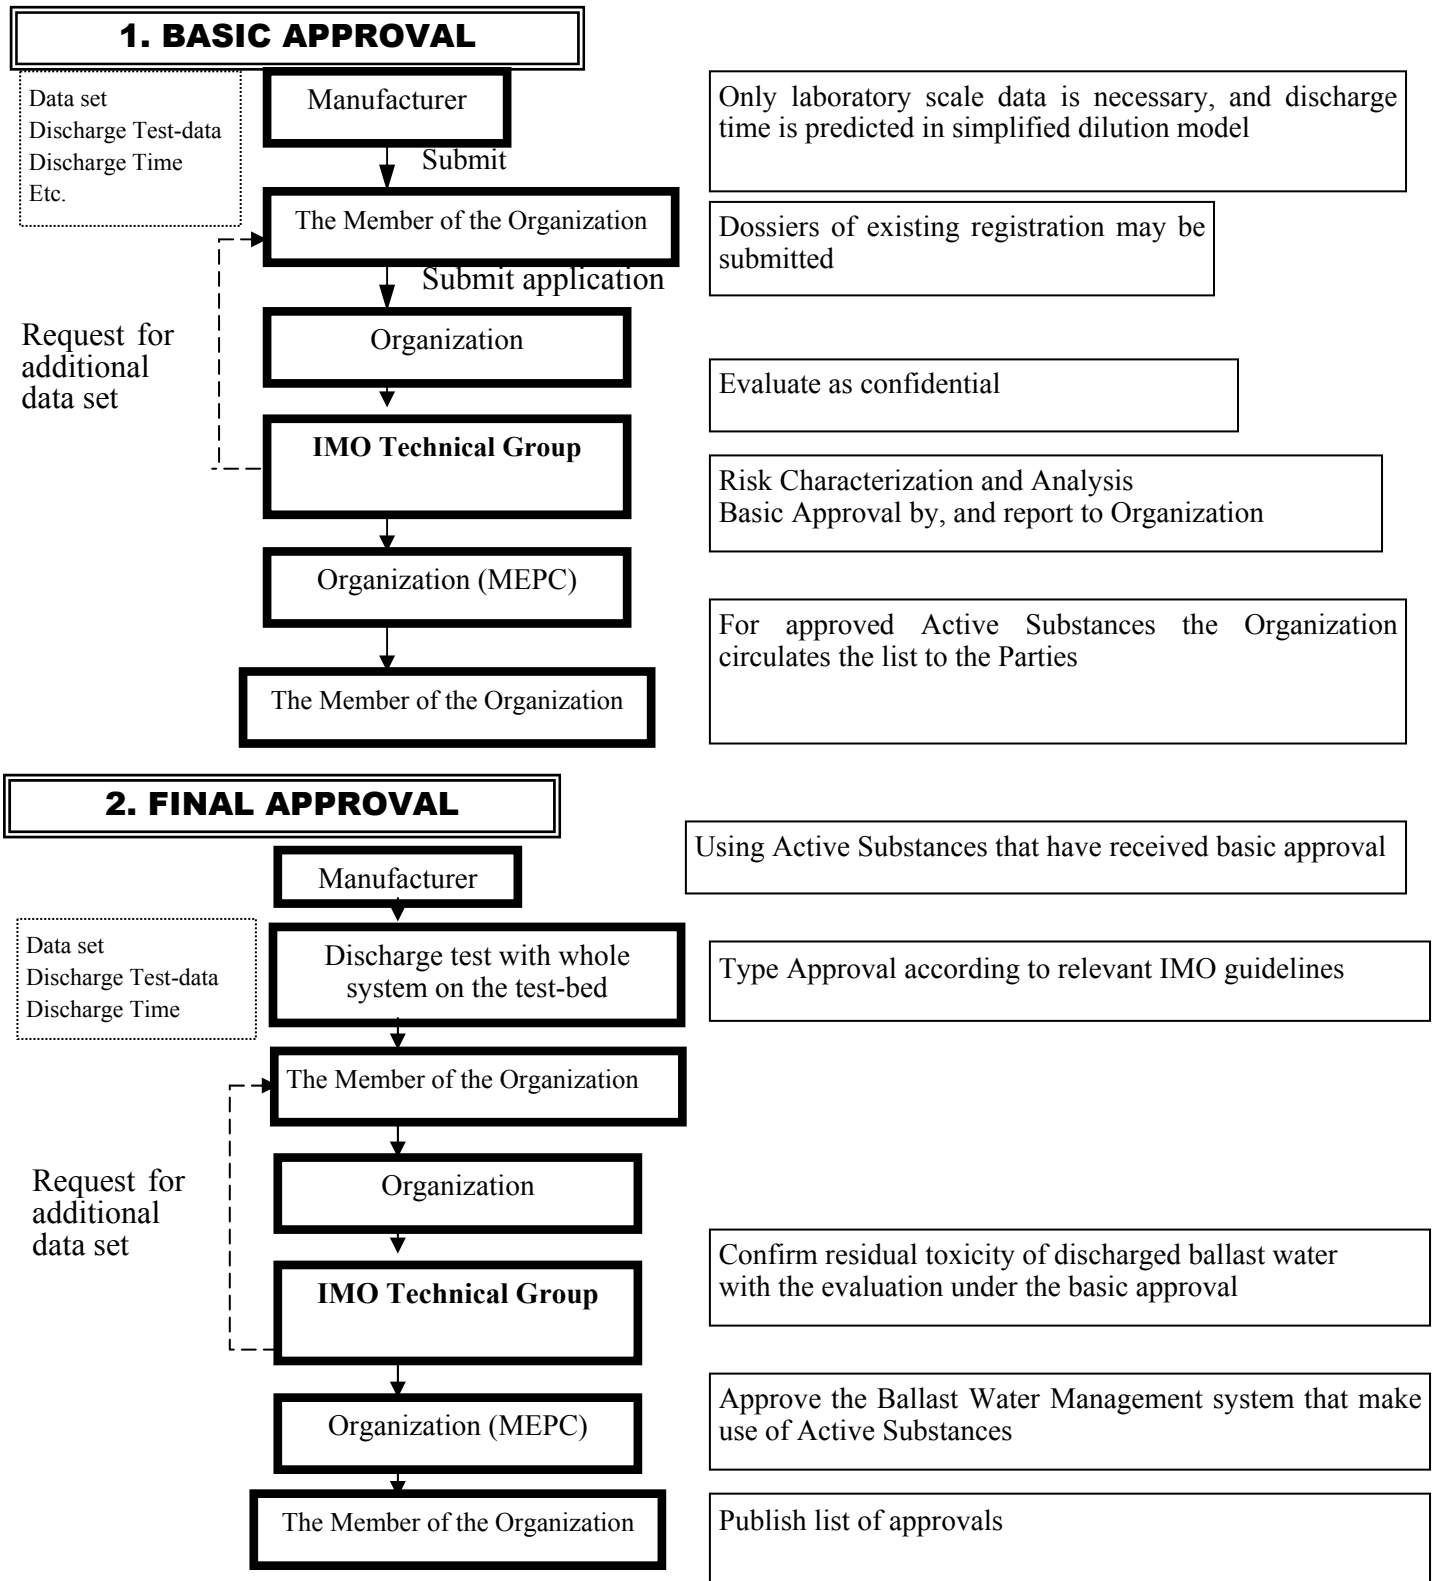 1. BASIC APPROVAL
Data set
Discharge Test-data
Discharge Time
Etc.
Manufacturer
Only laboratory scale data is necessary, and discharge
time is predicted in simplified dilution model
Submit
The Member of the Organization
Dossiers of existing registration may be
submitted
Submit application
Organization
Request for
additional
data set
Evaluate as confidential
IMO Technical Group
Risk Characterization and Analysis
Basic Approval by, and report to Organization
Organization (MEPC)
For approved Active Substances the Organization
circulates the list to the Parties
The Member of the Organization
2. FINAL APPROVAL
Using Active Substances that have received basic approval
Manufacturer
Data set
Discharge Test-data
Discharge Time
Discharge test with whole
system on the test-bed
Type Approval according to relevant IMO guidelines
The Member of the Organization
Request for
additional
data set
Organization
Confirm residual toxicity of discharged ballast water
with the evaluation under the basic approval
IMO Technical Group
Approve the Ballast Water Management system that make
use of Active Substances
Organization (MEPC)
The Member of the Organization
Publish list of approvals